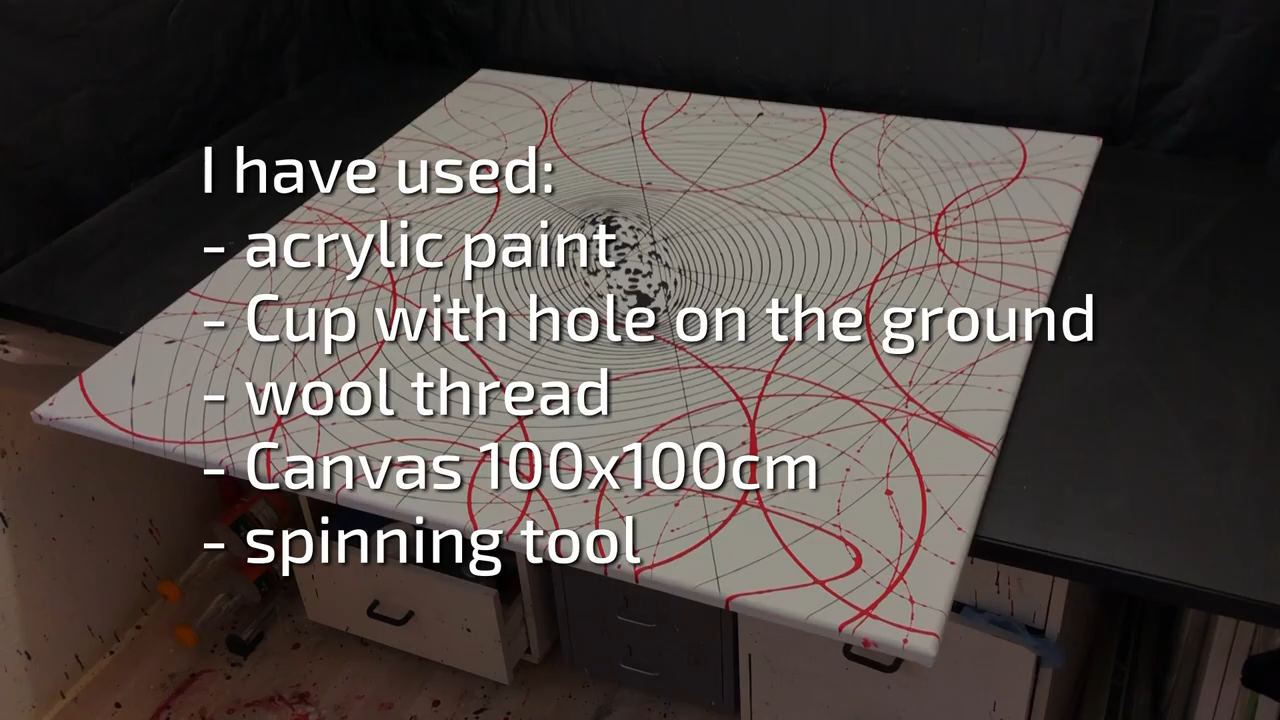 I have used:
- acrylic paint
- Cup with hole on the ground
- wool thread
- Canvas 100x100cm
- spinning tool